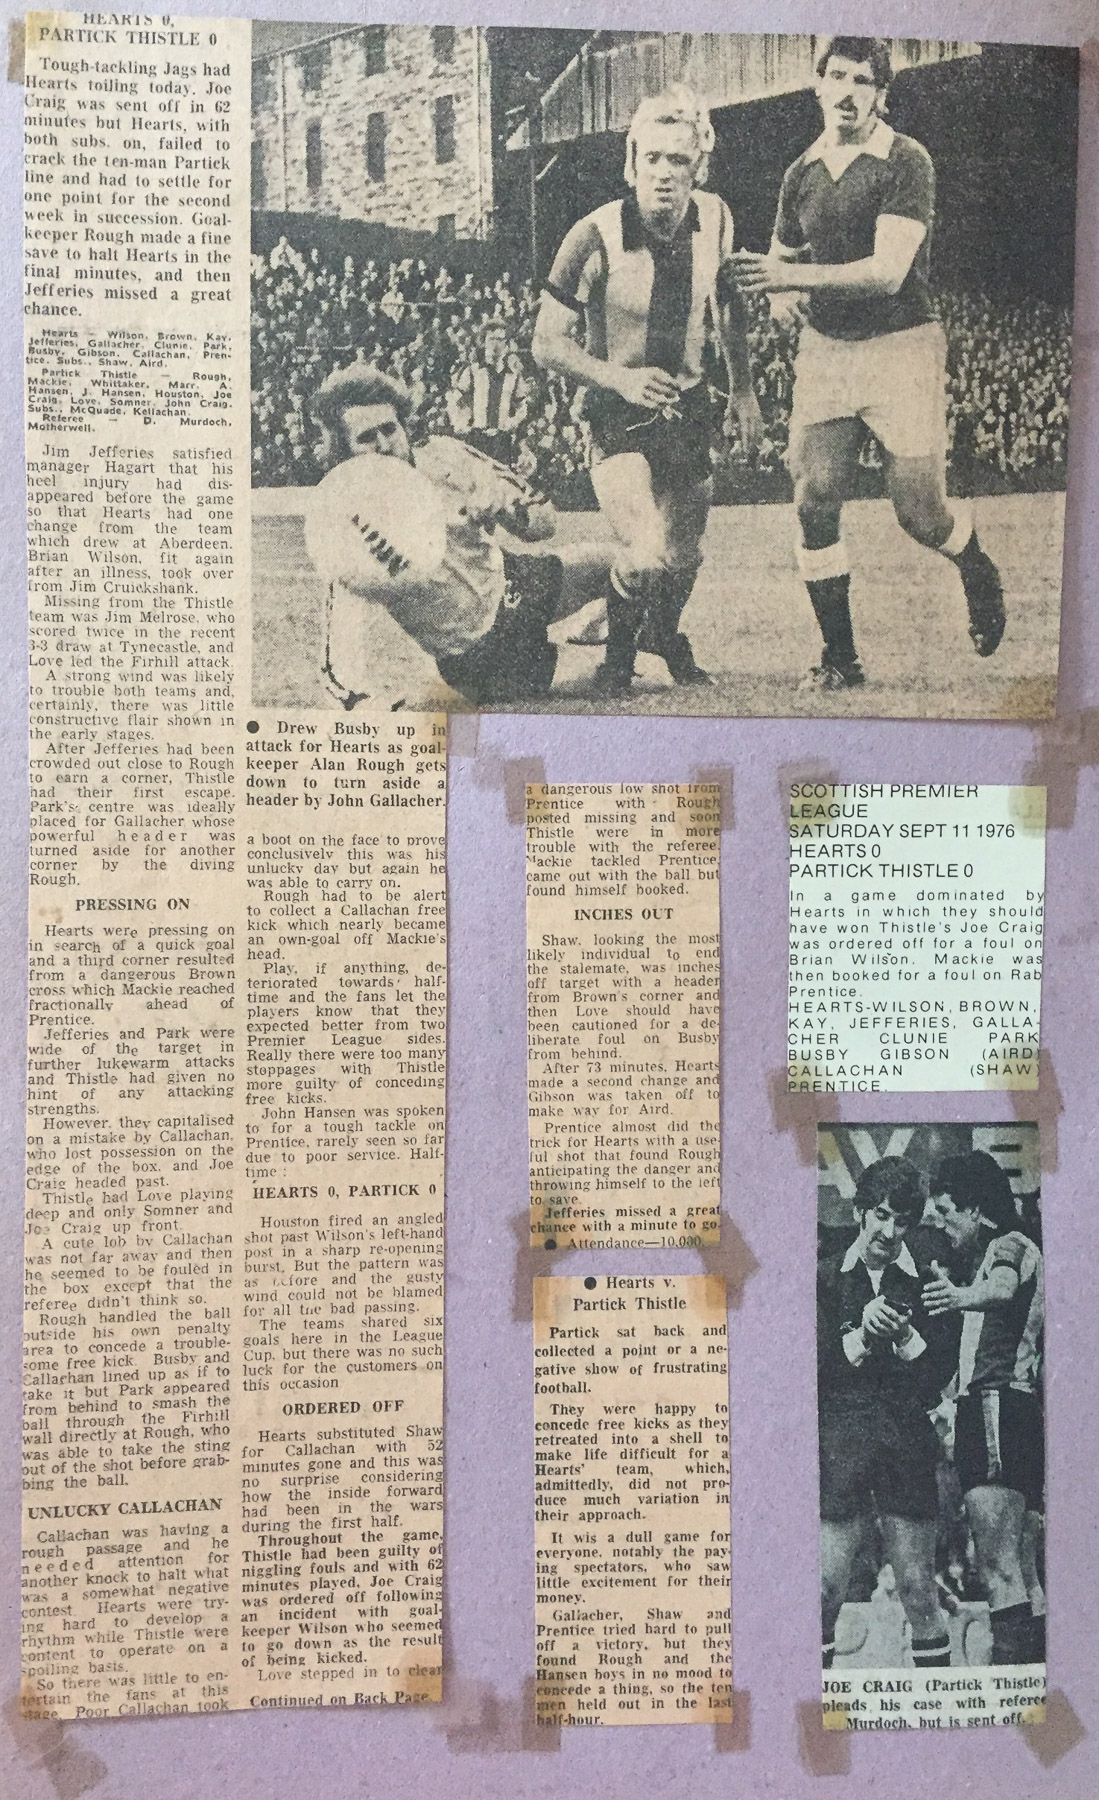 HEARTS 0,
PARTICK THISTLE 0
Tough-tackling Jags had
Hearts toiling today. Joe
Craig was sent off in 62
minutes but Hearts, with
both subs. on, failed to
crack the ten-man Partick
line and had to settle for
one point for the second
week in succession. Goal-
keeper Rough made a fine
save to halt Hearts in the
final minutes, and then
Jefferies missed a great
chance.
Hearts — Wilson, Brown, Kay,
Jefferies, Gallacher, Clunie, Park,
Busby, Gibson, Callachan, Pren-
tice. Subs., Shaw, Aird.
Partick Thistle — Rough,
Mackie, Whittaker, Marr, A.
Hansen, J. Hansen, Houston, Joe
Craig, Love, Somner, John Craig.
Subs., McQuade, Kellachan.
Referee — D. Murdoch,
Motherwell.
Jim Jefferies satisfied
manager Hagart that his
heel injury had dis-
appeared before the game
so that Hearts had one
change from the team
which drew at Aberdeen.
Brian Wilson, fit again
after an illness, took over
from Jim Cruickshank.
Missing from the Thistle
team was Jim Melrose, who
scored twice in the recent
3-3 draw at Tynecastle, and
Love led the Firhill attack.
A strong wind was likely
to trouble both teams and,
certainly, there was little
constructive flair shown in
the early stages.
After Jefferies had been
crowded out close to Rough
to earn a corner, Thistle
had their first escape.
Park's centre was ideally
placed for Gallacher whose
powerful header was
turned aside for another
corner by the diving
Rough.
PRESSING ON
Hearts were pressing on
in search of a quick goal
and a third corner resulted
from a dangerous Brown
cross which Mackie reached
fractionally ahead of
Prentice.
Jefferies and Park were
wide of the target in
further lukewarm attacks
and Thistle had given no
hint of any attacking
strengths.
However, they capitalised
on a mistake by Callachan,
who lost possession on the
edge of the box, and Joe
Craig headed past.
Thistle had Love playing
deep and only Somner and
Joe Craig up front.
A cute lob by Callachan
was not far away and then
he seemed to be fouled in
the box except that the
referee didn't think so.
Rough handled the ball
outside his own penalty
area to concede a trouble-
some free kick. Busby and
Callachan lined up as if to
take it but Park appeared
from behind to smash the
ball through the Firhill
wall directly at Rough, who
was able to take the sting
out of the shot before grab-
bing the ball.
UNLUCKY CALLACHAN
Callachan was having a
rough passage and he
needed attention for
another knock to halt what
was a somewhat negative
contest. Hearts were try-
ing hard to develop a
rhythm while Thistle were
content to operate on a
spoiling basis.
So there was little to en-
tertain the fans at this
stage. Poor Callachan took
● Drew Busby up in
attack for Hearts as goal-
keeper Alan Rough gets
down to turn aside a
header by John Gallacher.
a boot on the face to prove
conclusively this was his
unlucky day but again he
was able to carry on.
Rough had to be alert
to collect a Callachan free
kick which nearly became
an own-goal off Mackie's
head.
Play, if anything, de-
teriorated towards half-
time and the fans let the
players know that they
expected better from two
Premier League sides.
Really there were too many
stoppages with Thistle
more guilty of conceding
free kicks.
John Hansen was spoken
to for a tough tackle on
Prentice, rarely seen so far
due to poor service. Half-
time :
HEARTS 0, PARTICK 0
Houston fired an angled
shot past Wilson's left-hand
post in a sharp re-opening
burst. But the pattern was
as before and the gusty
wind could not be blamed
for all the bad passing.
The teams shared six
goals here in the League
Cup, but there was no such
luck for the customers on
this occasion
ORDERED OFF
Hearts substituted Shaw
for Callachan with 52
minutes gone and this was
no surprise considering
how the inside forward
had been in the wars
during the first half.
Throughout the game,
Thistle had been guilty of
niggling fouls and with 62
minutes played, Joe Craig
was ordered off following
an incident with goal-
keeper Wilson who seemed
to go down as the result
of being kicked.
Love stepped in to clear
Continued on Back Page
a dangerous low shot from
Prentice with Rough
posted missing and soon
Thistle were in more
trouble with the referee.
Mackie tackled Prentice,
came out with the ball but
found himself booked.
INCHES OUT
Shaw, looking the most
likely individual to end
the stalemate, was inches
off target with a header
from Brown's corner and
then Love should have
been cautioned for a de-
liberate foul on Busby
from behind.
After 73 minutes, Hearts
made a second change and
Gibson was taken off to
make way for Aird.
Prentice almost did the
trick for Hearts with a use-
ful shot that found Rough
anticipating the danger and
throwing himself to the left
to save.
Jefferies missed a great
chance with a minute to go.
● Attendance—10,000.
● Hearts v.
Partick Thistle
Partick sat back and
collected a point or a ne-
gative show of frustrating
football.
They were happy to
concede free kicks as they
retreated into a shell to
make life difficult for a
Hearts' team, which,
admittedly, did not pro-
duce much variation in
their approach.
It wis a dull game for
everyone, notably the pay-
ing spectators, who saw
little excitement for their
money.
Gallacher, Shaw and
Prentice tried hard to pull
off a victory, but they
found Rough and the
Hansen boys in no mood to
concede a thing, so the ten
men held out in the last
half-hour.
SCOTTISH PREMIER
LEAGUE
SATURDAY SEPT 11 1976
HEARTS 0
PARTICK THISTLE 0
In a game dominated by
Hearts in which they should
have won Thistle's Joe Craig
was ordered off for a foul on
Brian Wilson. Mackie was
then booked for a foul on Rab
Prentice.
HEARTS-WILSON, BROWN,
KAY, JEFFERIES, GALLA-
CHER CLUNIE PARK
BUSBY GIBSON (AIRD)
CALLACHAN (SHAW)
PRENTICE.
JOE CRAIG (Partick Thistle)
pleads his case with referee
Murdoch, but is sent off.